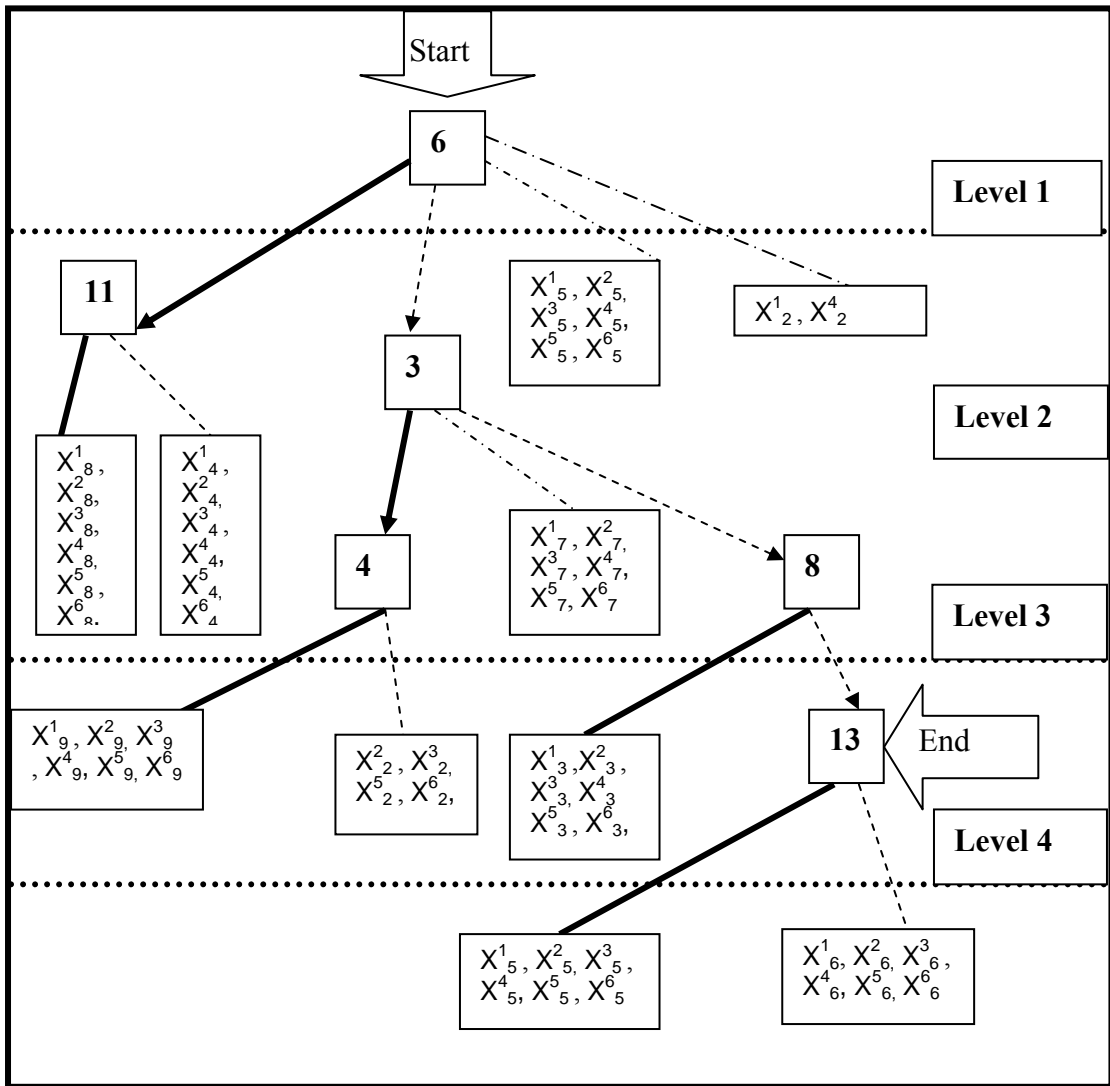 Start
6
Level 1
11
X¹₅, X²₅,
X³₅, X⁴₅,
X⁵₅, X⁶₅
X¹₂, X⁴₂
3
Level 2
X¹₈,
X²₈,
X³₈,
X⁴₈,
X⁵₈,
X⁶₈,
X¹₄,
X²₄,
X³₄,
X⁴₄,
X⁵₄,
X⁶₄
4
X¹₇, X²₇,
X³₇, X⁴₇,
X⁵₇, X⁶₇
8
Level 3
X¹₉, X²₉, X³₉
, X⁴₉, X⁵₉, X⁶₉
X²₂, X³₂,
X⁵₂, X⁶₂,
X¹₃, X²₃,
X³₃, X⁴₃
X⁵₃, X⁶₃,
13
End
Level 4
X¹₅, X²₅, X³₅,
X⁴₅, X⁵₅, X⁶₅
X¹₆, X²₆, X³₆,
X⁴₆, X⁵₆, X⁶₆